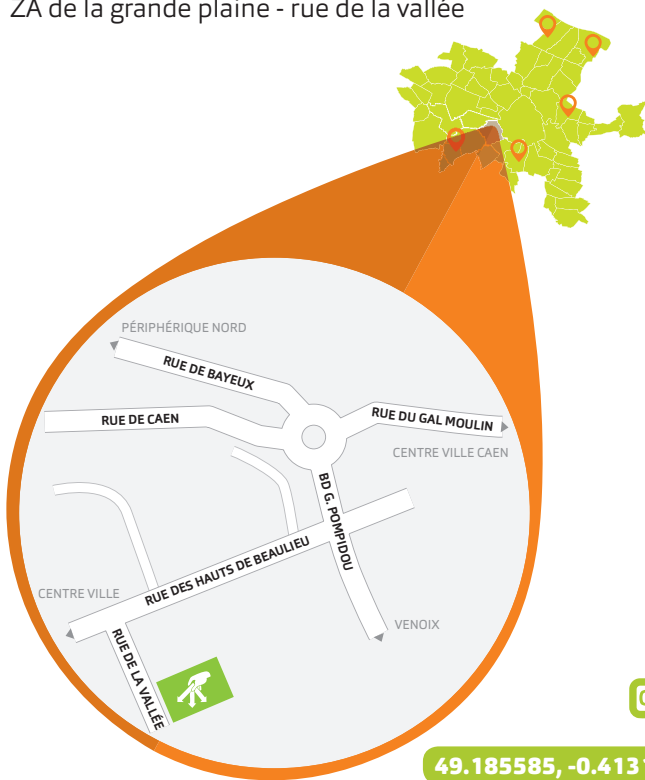 ZA de la grande plaine - rue de la vallée
PÉRIPHÉRIQUE NORD
RUE DE BAYEUX
RUE DE CAEN
RUE DU GAL MOULIN
CENTRE VILLE CAEN
BD G. POMPIDOU
RUE DES HAUTS DE BEAULIEU
CENTRE VILLE
VENOIX
RUE DE LA VALLÉE
49.185585, -0.4131